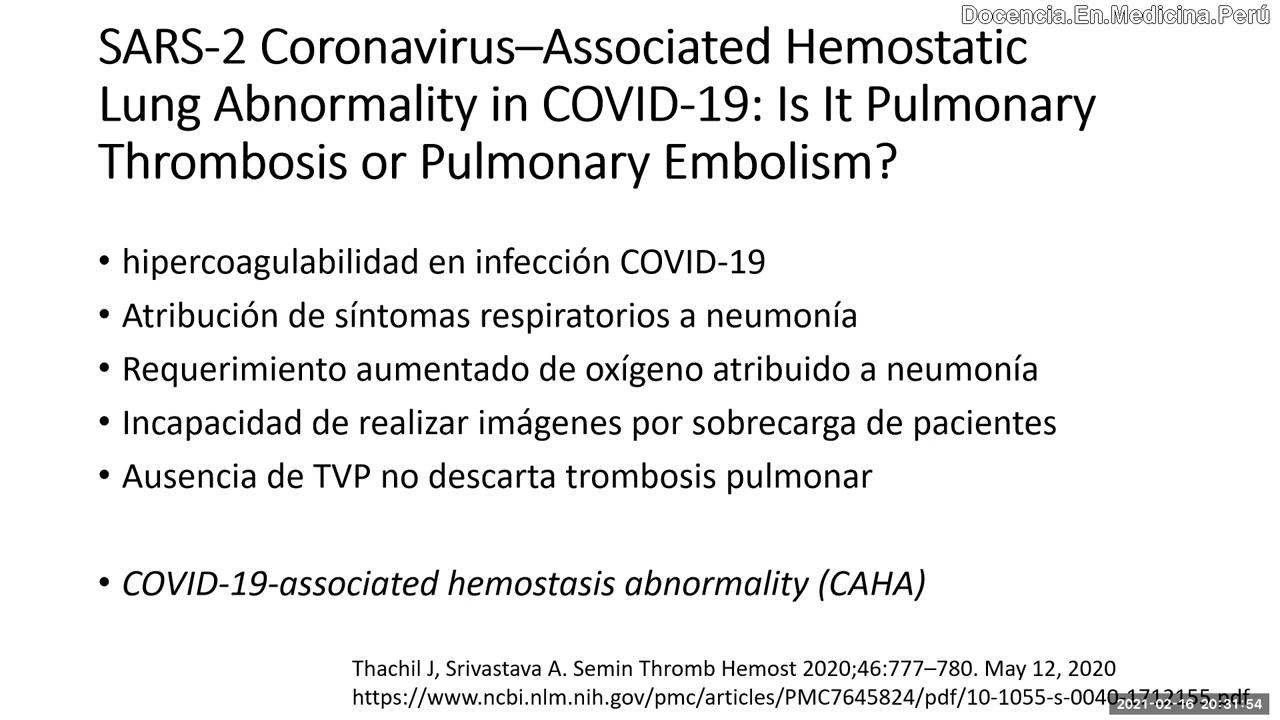 Docencia.En.Medicina.Perú
SARS-2 Coronavirus–Associated Hemostatic
Lung Abnormality in COVID-19: Is It Pulmonary
Thrombosis or Pulmonary Embolism?
• hipercoagulabilidad en infección COVID-19
• Atribución de síntomas respiratorios a neumonía
• Requerimiento aumentado de oxígeno atribuido a neumonía
• Incapacidad de realizar imágenes por sobrecarga de pacientes
• Ausencia de TVP no descarta trombosis pulmonar
• COVID-19-associated hemostasis abnormality (CAHA)
Thachil J, Srivastava A. Semin Thromb Hemost 2020;46:777–780. May 12, 2020
https://www.ncbi.nlm.nih.gov/pmc/articles/PMC7645824/pdf/10-1055-s-0040-1712155.pdf
2021-02-16 20:31:54